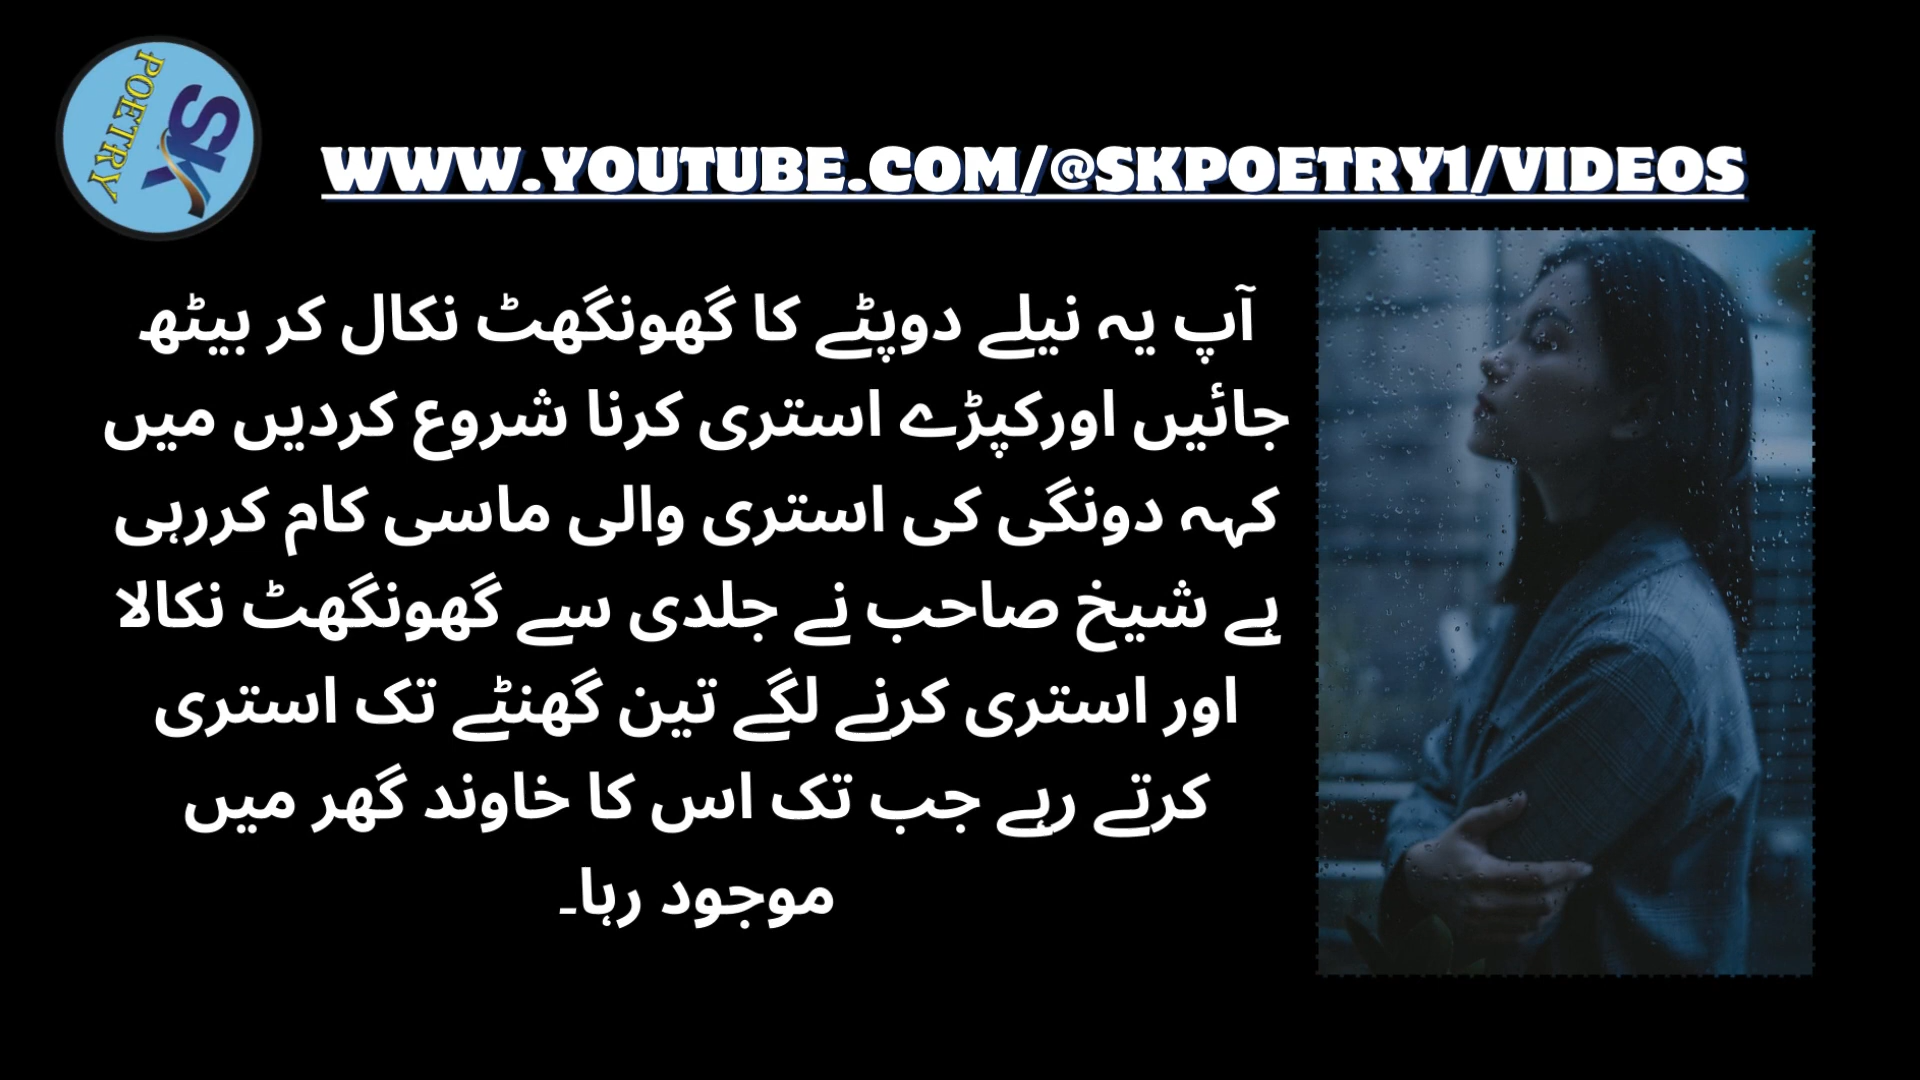 SK
POETRY
WWW.YOUTUBE.COM/@SKPOETRY1/VIDEOS
آپ یہ نیلے دوپٹے کا گھونگھٹ نکال کر بیٹھ
جائیں اورکپڑے استری کرنا شروع کردیں میں
کہہ دونگی کی استری والی ماسی کام کررہی
ہے شیخ صاحب نے جلدی سے گھونگھٹ نکالا
اور استری کرنے لگے تین گھنٹے تک استری
کرتے رہے جب تک اس کا خاوند گھر میں
موجود رہا۔